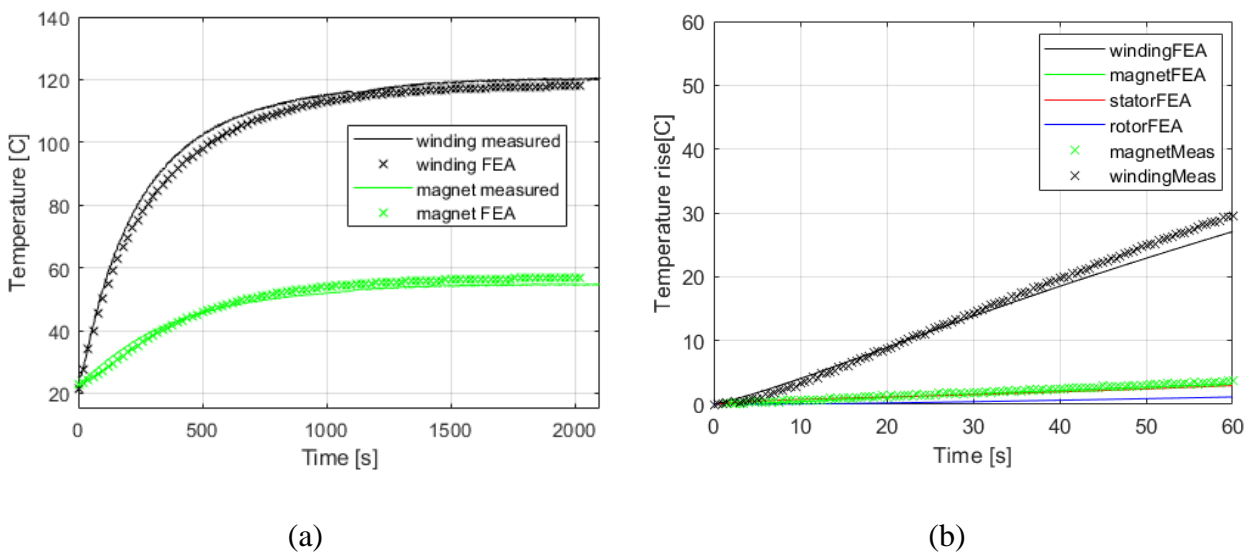 140
120
100
80
60
40
20
Temperature [C]
winding measured
winding FEA
magnet measured
magnet FEA
0
500
1000
1500
2000
Time [s]
(a)
60
50
40
30
20
10
0
Temperature rise[C]
windingFEA
magnetFEA
statorFEA
rotorFEA
magnetMeas
windingMeas
0
10
20
30
40
50
60
Time [s]
(b)